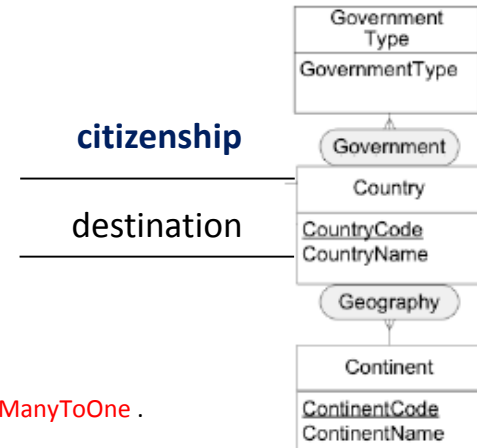 Government
Type
GovernmentType
citizenship
Government
Country
destination
CountryCode
CountryName
Geography
Continent
ManyToOne .
ContinentCode
ContinentName